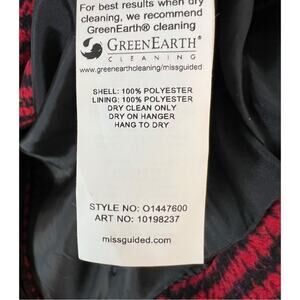 For best results when dry
cleaning, we recommend
GreenEarth® cleaning
GREENEARTH®
CLEANING
www.greenearthcleaning/missguided
SHELL: 100% POLYESTER
LINING: 100% POLYESTER
DRY CLEAN ONLY
DRY ON HANGER
HANG TO DRY
STYLE NO: O1447600
ART NO: 10198237
missguided.com